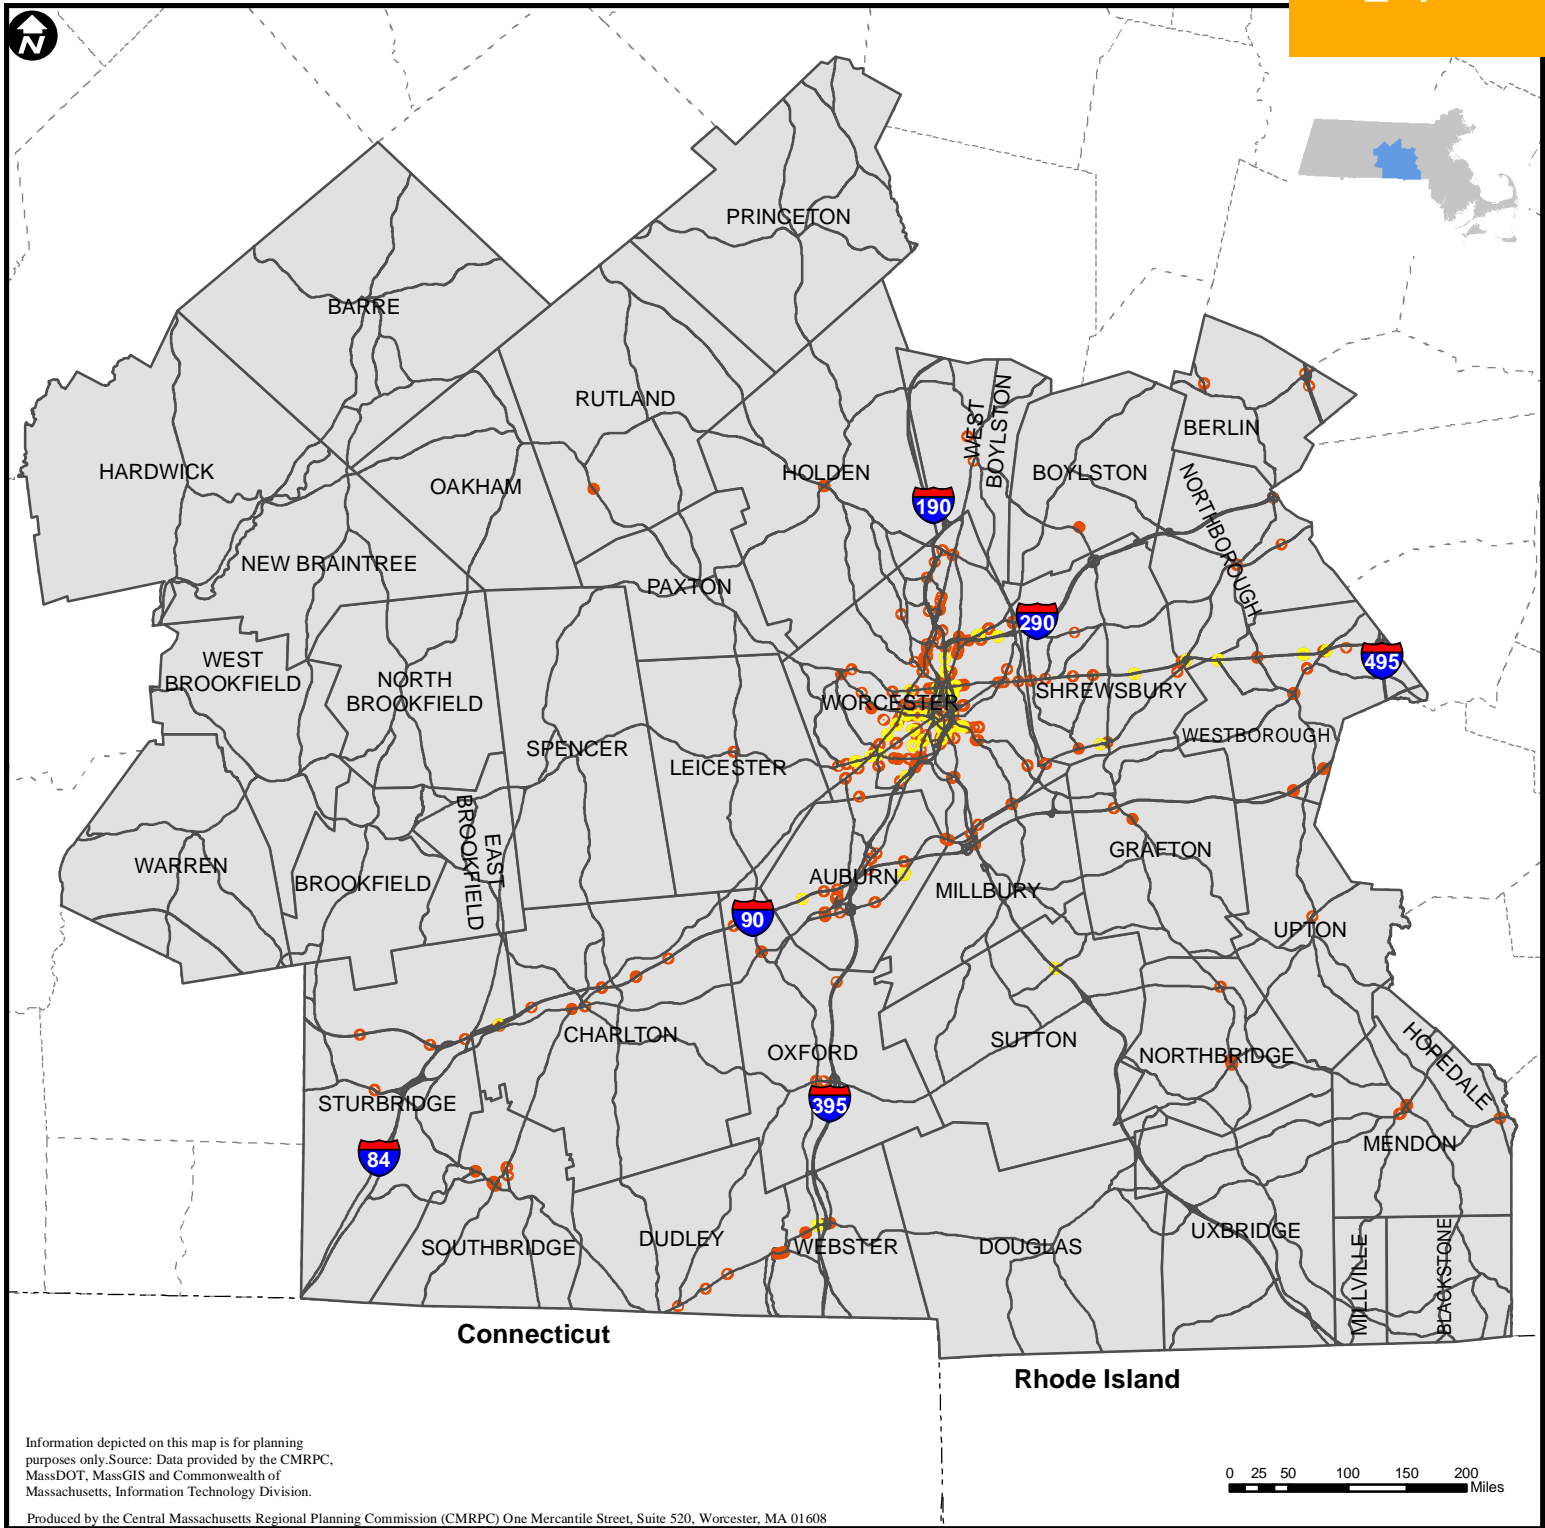 N
PRINCETON
BARRE
RUTLAND
WEST
BOYLSTON
BERLIN
HARDWICK
OAKHAM
HOLDEN
BOYLSTON
NORTHBOROUGH
190
NEW BRAINTREE
PAXTON
290
WEST
BROOKFIELD
NORTH
BROOKFIELD
495
WORCESTER
SHREWSBURY
SPENCER
LEICESTER
WESTBOROUGH
EAST
BROOKFIELD
WARREN
BROOKFIELD
AUBURN
MILLBURY
GRAFTON
90
UPTON
CHARLTON
OXFORD
SUTTON
NORTHBRIDGE
HOPEDALE
STURBRIDGE
395
MENDON
84
SOUTHBRIDGE
DUDLEY
WEBSTER
DOUGLAS
UXBRIDGE
MILLVILLE
BLACKSTONE
Connecticut
Rhode Island
Information depicted on this map is for planning
purposes only.Source: Data provided by the CMRPC,
MassDOT, MassGIS and Commonwealth of
Massachusetts, Information Technology Division.
0 25 50 100 150 200
Miles
Produced by the Central Massachusetts Regional Planning Commission (CMRPC) One Mercantile Street, Suite 520, Worcester, MA 01608